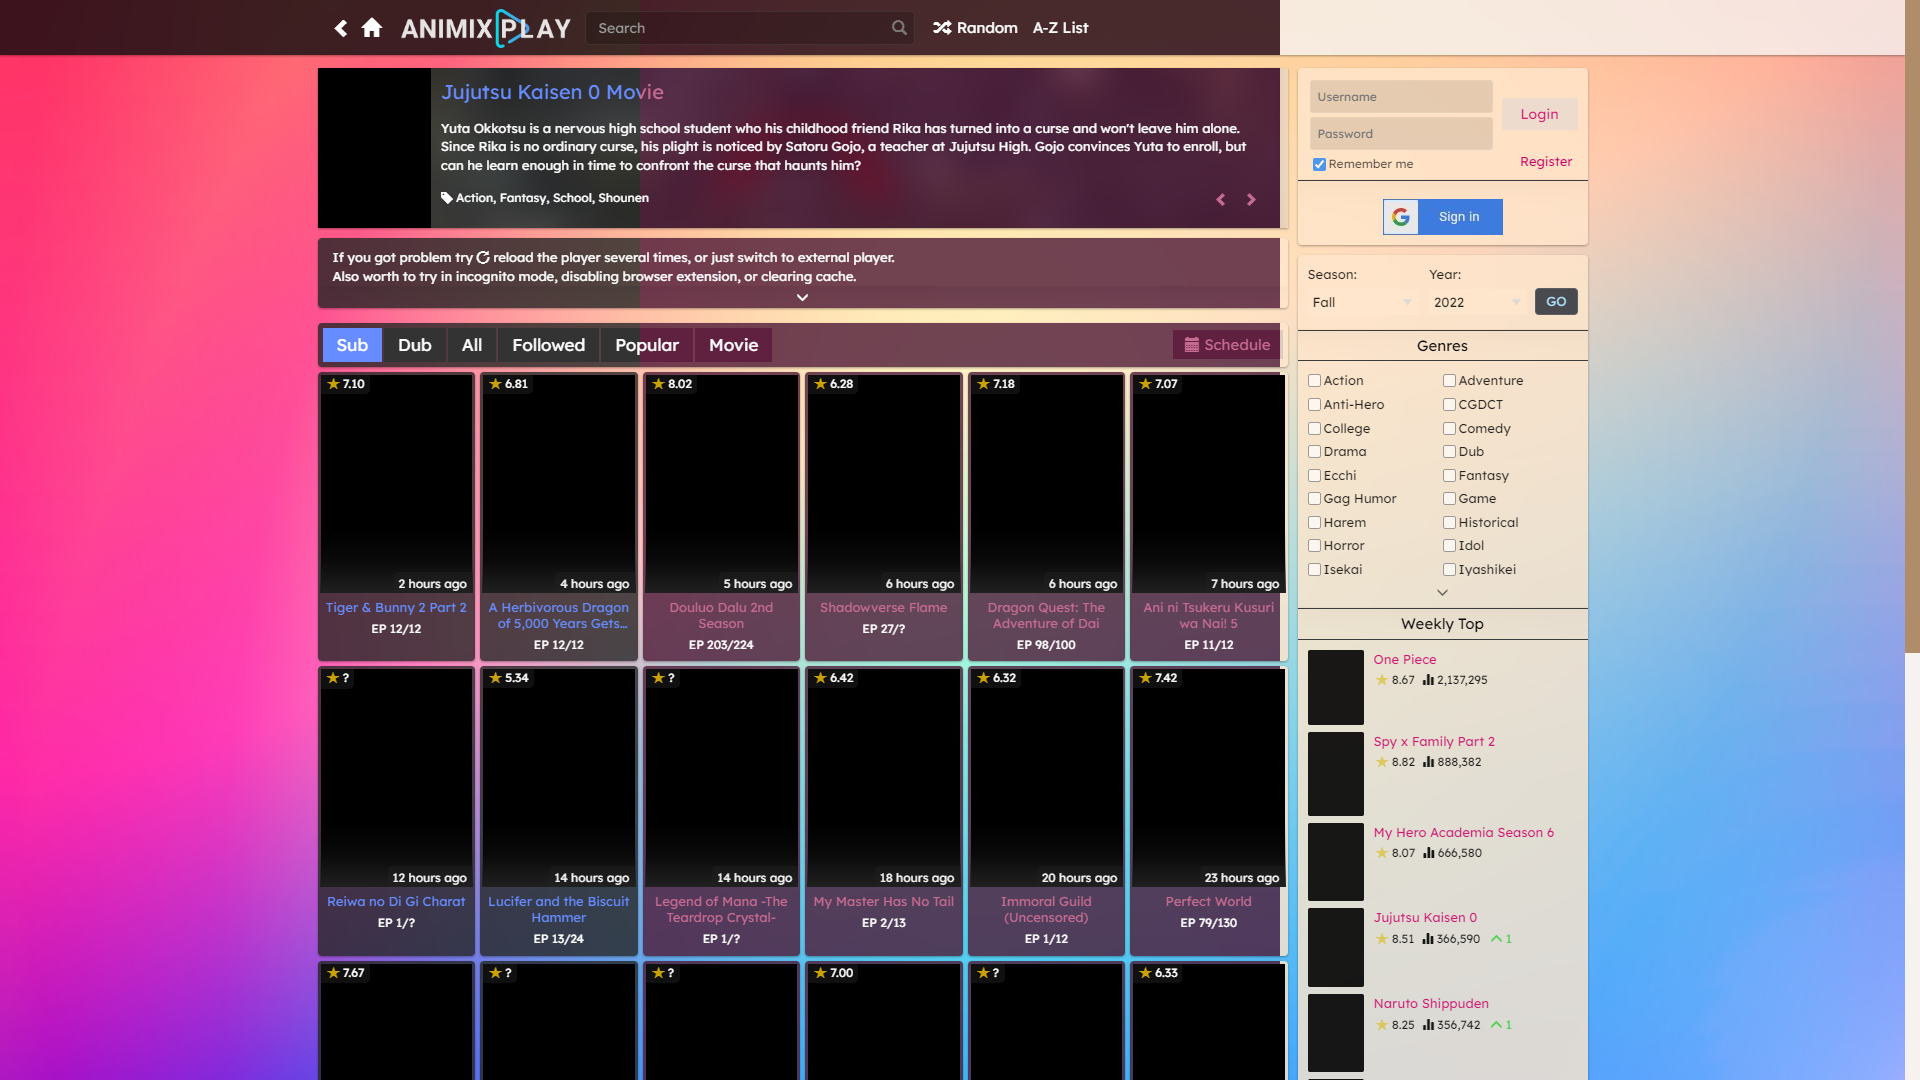 ANIMIXPLAY
Search
Random
A-Z List
Jujutsu Kaisen 0 Movie
Yuta Okkotsu is a nervous high school student who his childhood friend Rika has turned into a curse and won't leave him alone.
Since Rika is no ordinary curse, his plight is noticed by Satoru Gojo, a teacher at Jujutsu High. Gojo convinces Yuta to enroll, but
can he learn enough in time to confront the curse that haunts him?
Action, Fantasy, School, Shounen
If you got problem try reload the player several times, or just switch to external player.
Also worth to try in incognito mode, disabling browser extension, or clearing cache.
Sub Dub All Followed Popular Movie
Schedule
7.10 6.81 8.02 6.28 7.18 7.07
2 hours ago 4 hours ago 5 hours ago 6 hours ago 6 hours ago 7 hours ago
Tiger & Bunny 2 Part 2
EP 12/12
A Herbivorous Dragon
of 5,000 Years Gets...
EP 12/12
Douluo Dalu 2nd
Season
EP 203/224
Shadowverse Flame
EP 27/?
Dragon Quest: The
Adventure of Dai
EP 98/100
Ani ni Tsukeru Kusuri
wa Nai! 5
EP 11/12
? 5.34 ? 6.42 6.32 7.42
12 hours ago 14 hours ago 14 hours ago 18 hours ago 20 hours ago 23 hours ago
Reiwa no Di Gi Charat
EP 1/?
Lucifer and the Biscuit
Hammer
EP 13/24
Legend of Mana -The
Teardrop Crystal-
EP 1/?
My Master Has No Tail
EP 2/13
Immoral Guild
(Uncensored)
EP 1/12
Perfect World
EP 79/130
7.67 ? ? 7.00 ? 6.33
Username
Password
Login
Remember me
Register
Sign in
Season: Year:
Fall 2022 GO
Genres
Action Adventure
Anti-Hero CGDCT
College Comedy
Drama Dub
Ecchi Fantasy
Gag Humor Game
Harem Historical
Horror Idol
Isekai Iyashikei
Weekly Top
One Piece
8.67 2,137,295
Spy x Family Part 2
8.82 888,382
My Hero Academia Season 6
8.07 666,580
Jujutsu Kaisen 0
8.51 366,590 1
Naruto Shippuden
8.25 356,742 1